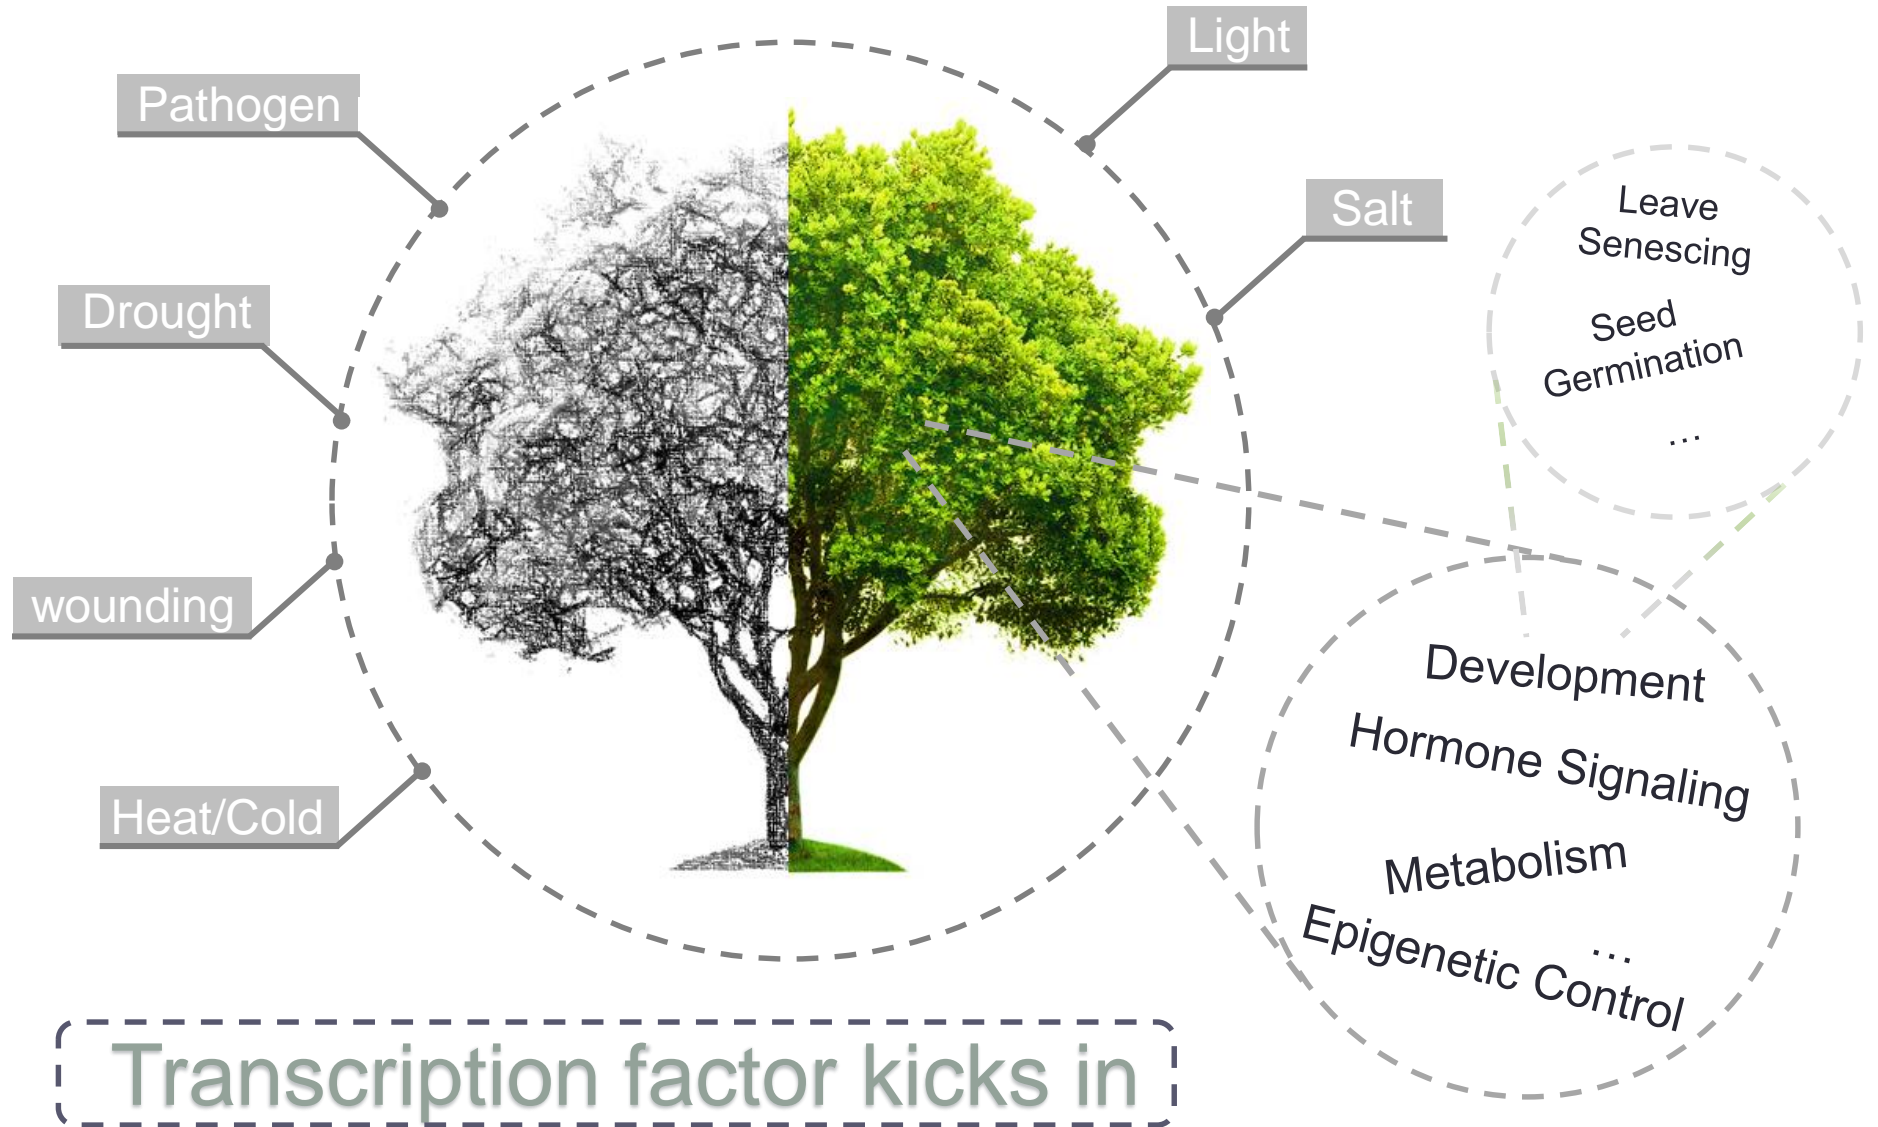 Light
Pathogen
Salt
Drought
wounding
Heat/Cold
Leave
Senescing
Seed
Germination
…
Development
Hormone Signaling
Metabolism
…
Epigenetic Control
Transcription factor kicks in